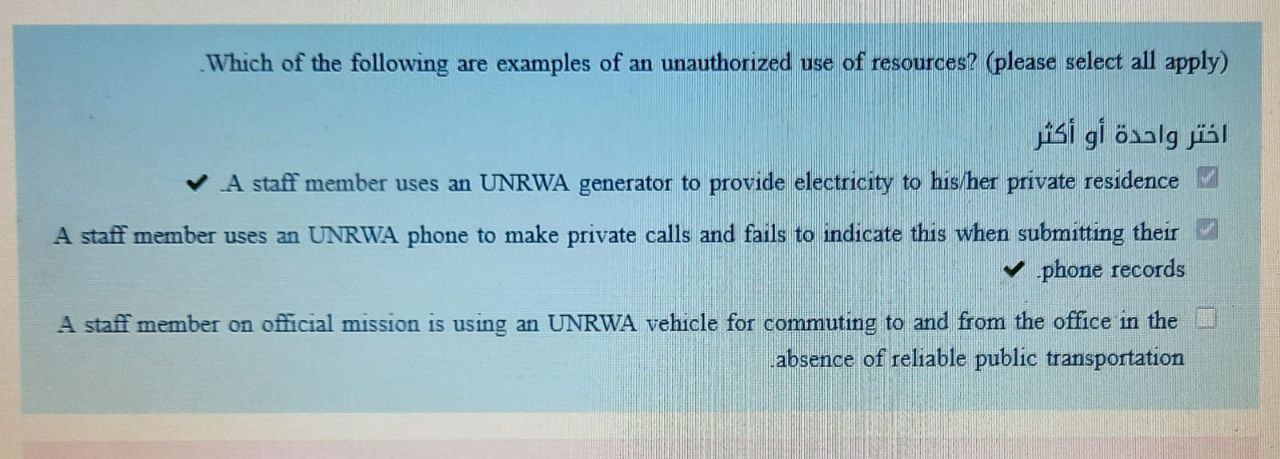 .Which of the following are examples of an unauthorized use of resources? (please select all apply)
اختر واحدة أو أكثر
.A staff member uses an UNRWA generator to provide electricity to his/her private residence
A staff member uses an UNRWA phone to make private calls and fails to indicate this when submitting their
.phone records
A staff member on official mission is using an UNRWA vehicle for commuting to and from the office in the
.absence of reliable public transportation